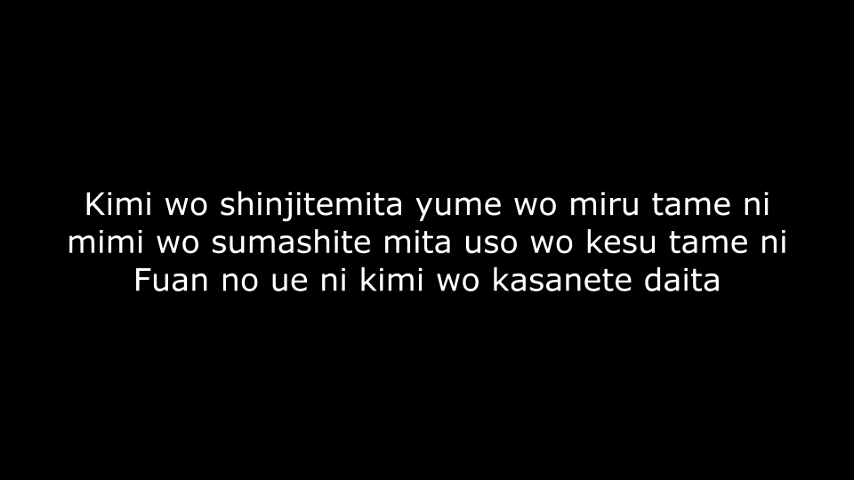 Kimi wo shinjitemita yume wo miru tame ni
mimi wo sumashite mita uso wo kesu tame ni
Fuan no ue ni kimi wo kasanete daita